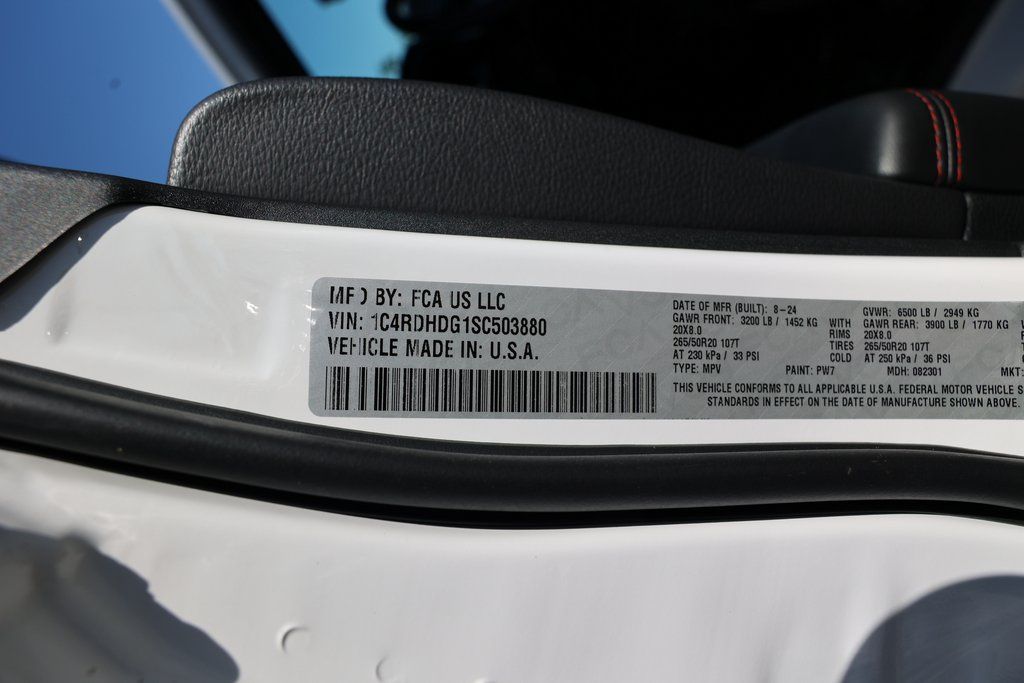 MFD BY: FCA US LLC
VIN: 1C4RDHDG1SC503880
VEHICLE MADE IN: U.S.A.
DATE OF MFR (BUILT): 8-24 GVWR: 6500 LB / 2949 KG
GAWR FRONT: 3200 LB / 1452 KG WITH GAWR REAR: 3900 LB / 1770 KG
20X8.0 RIMS 20X8.0
265/50R20 107T TIRES 265/50R20 107T
AT 230 kPa / 33 PSI COLD AT 250 kPa / 36 PSI
TYPE: MPV PAINT: PW7 MDH: 082301 MKT:
THIS VEHICLE CONFORMS TO ALL APPLICABLE U.S.A. FEDERAL MOTOR VEHICLE S
STANDARDS IN EFFECT ON THE DATE OF MANUFACTURE SHOWN ABOVE.